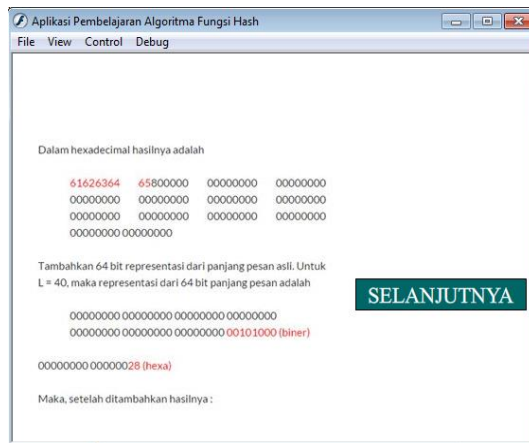 Aplikasi Pembelajaran Algoritma Fungsi Hash
File View Control Debug
Dalam hexadecimal hasilnya adalah
61626364 65800000 00000000 00000000
00000000 00000000 00000000 00000000
00000000 00000000 00000000 00000000
00000000 00000000
Tambahkan 64 bit representasi dari panjang pesan asli. Untuk
L = 40, maka representasi dari 64 bit panjang pesan adalah
SELANJUTNYA
00000000 00000000 00000000 00000000
00000000 00000000 00000000 00101000 (biner)
00000000 00000028 (hexa)
Maka, setelah ditambahkan hasilnya :